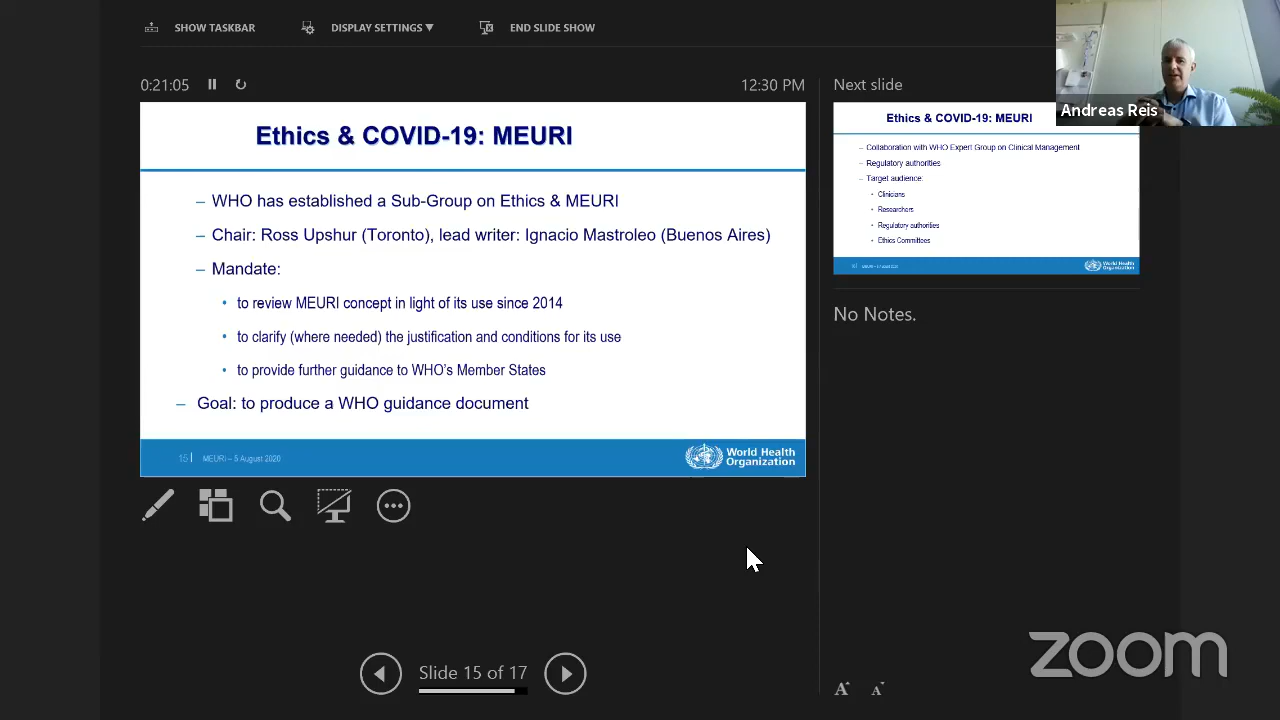 SHOW TASKBAR
DISPLAY SETTINGS ▼
END SLIDE SHOW
0:21:05
12:30 PM
Ethics & COVID-19: MEURI
– WHO has established a Sub-Group on Ethics & MEURI
– Chair: Ross Upshur (Toronto), lead writer: Ignacio Mastroleo (Buenos Aires)
– Mandate:
• to review MEURI concept in light of its use since 2014
• to clarify (where needed) the justification and conditions for its use
• to provide further guidance to WHO's Member States
– Goal: to produce a WHO guidance document
15 | MEURI – 5 August 2020
World Health
Organization
Next slide
Andreas Reis
Ethics & COVID-19: MEURI
– Collaboration with WHO Expert Group on Clinical Management
– Regulatory authorities
– Target audience:
• Clinicians
• Researchers
• Regulatory authorities
• Ethics Committees
World Health
Organization
No Notes.
Slide 15 of 17
A A
zoom